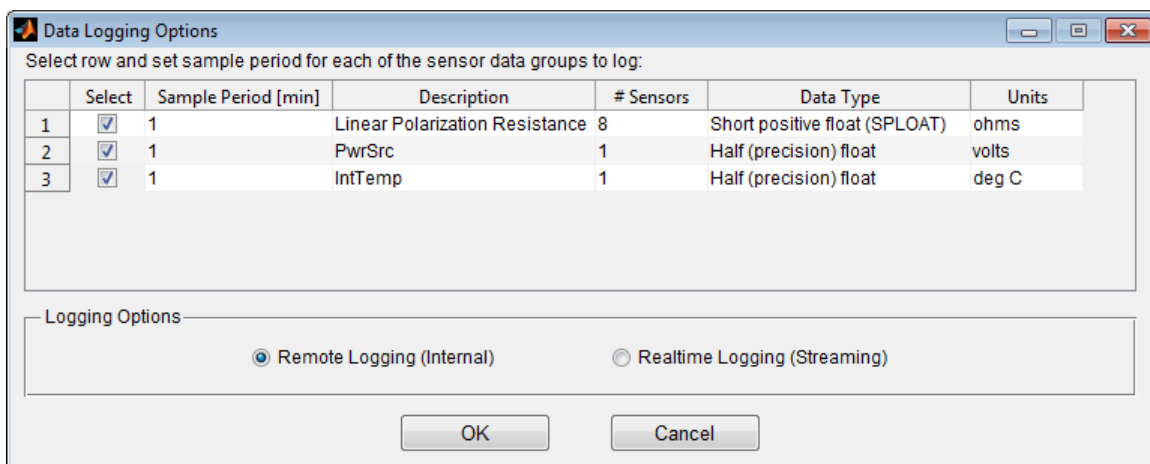 Data Logging Options
Select row and set sample period for each of the sensor data groups to log:
Select Sample Period [min] Description # Sensors Data Type Units
1 1 Linear Polarization Resistance 8 Short positive float (SPLOAT) ohms
2 1 PwrSrc 1 Half (precision) float volts
3 1 IntTemp 1 Half (precision) float deg C
Logging Options
Remote Logging (Internal) Realtime Logging (Streaming)
OK Cancel